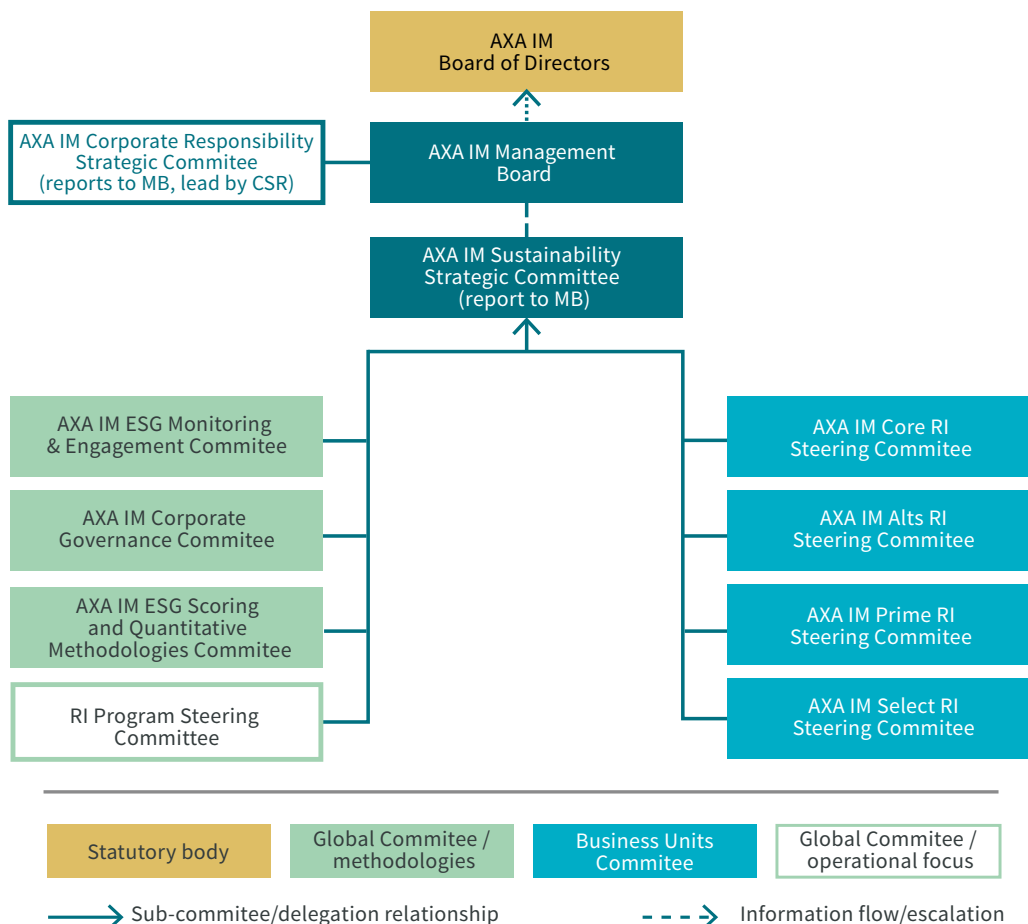 AXA IM
Board of Directors
AXA IM Corporate Responsibility
Strategic Commitee
(reports to MB, lead by CSR)
AXA IM Management
Board
AXA IM Sustainability
Strategic Committee
(report to MB)
AXA IM ESG Monitoring
& Engagement Commitee
AXA IM Corporate
Governance Commitee
AXA IM ESG Scoring
and Quantitative
Methodologies Commitee
RI Program Steering
Committee
AXA IM Core RI
Steering Commitee
AXA IM Alts RI
Steering Commitee
AXA IM Prime RI
Steering Commitee
AXA IM Select RI
Steering Commitee
Statutory body
Global Commitee /
methodologies
Business Units
Commitee
Global Commitee /
operational focus
Sub-commitee/delegation relationship
Information flow/escalation